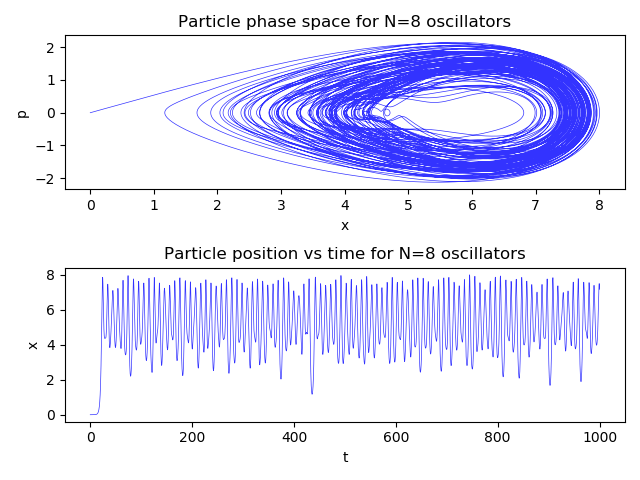 Particle phase space for N=8 oscillators
2
1
0
−1
−2
p
0 1 2 3 4 5 6 7 8
x
Particle position vs time for N=8 oscillators
8
6
4
2
0
x
0 200 400 600 800 1000
t